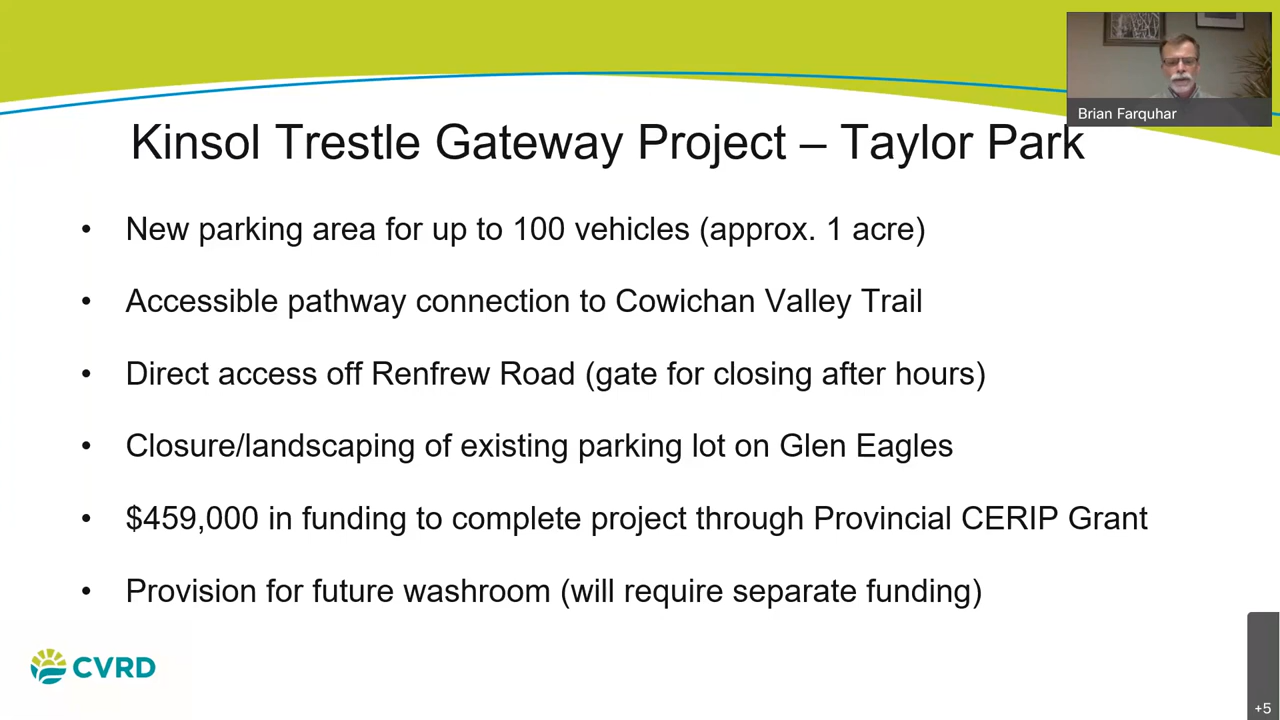 Brian Farquhar
Kinsol Trestle Gateway Project – Taylor Park
• New parking area for up to 100 vehicles (approx. 1 acre)
• Accessible pathway connection to Cowichan Valley Trail
• Direct access off Renfrew Road (gate for closing after hours)
• Closure/landscaping of existing parking lot on Glen Eagles
• $459,000 in funding to complete project through Provincial CERIP Grant
• Provision for future washroom (will require separate funding)
CVRD
+5